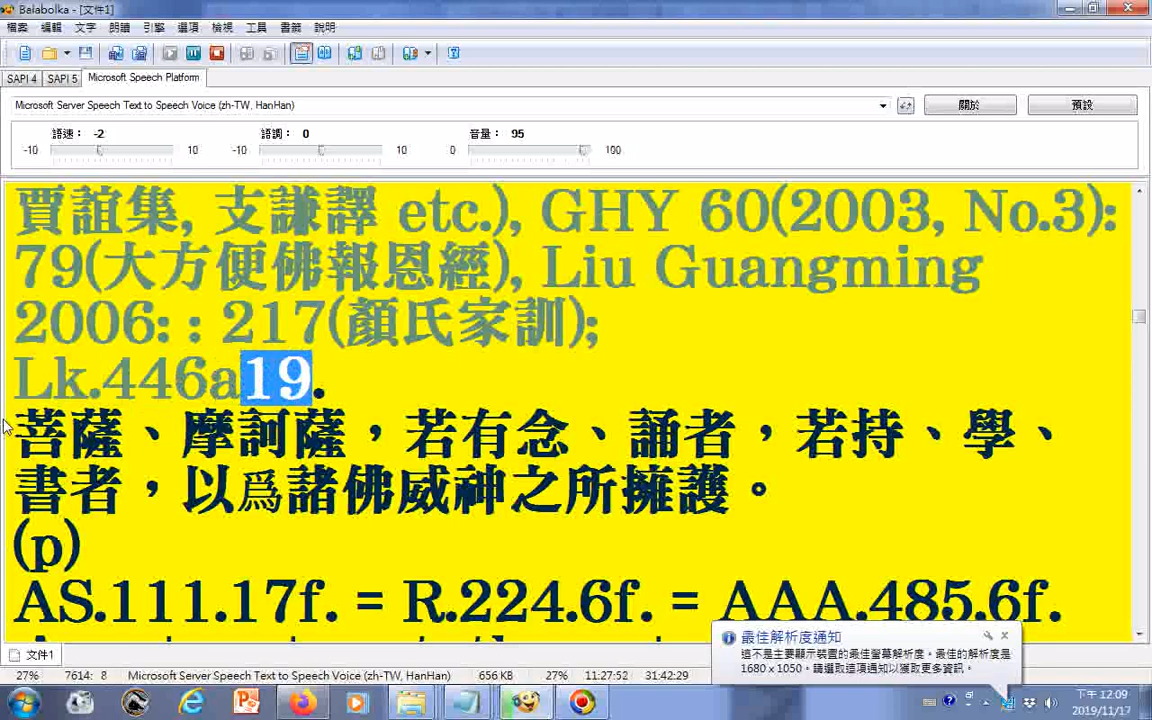 Balabolka - [文件1]
檔案 編輯 文字 朗讀 引擎 選項 檢視 工具 書籤 說明
SAPI 4 SAPI 5 Microsoft Speech Platform
Microsoft Server Speech Text to Speech Voice (zh-TW, HanHan) 關於 預設
語速： -2 語調： 0 音量： 95
-10 10 -10 10 0 100
賈誼集, 支謙譯 etc.), GHY 60(2003, No.3):
79(大方便佛報恩經), Liu Guangming
2006: : 217(顏氏家訓);
Lk.446a19.
菩薩、摩訶薩，若有念、誦者，若持、學、
書者，以爲諸佛威神之所擁護。
(p)
AS.111.17f. = R.224.6f. = AAA.485.6f.
最佳解析度通知
這不是主要顯示裝置的最佳螢幕解析度。最佳的解析度是
1680 x 1050。請選取這項通知以獲取更多資訊。
文件1
27% 7614: 8 Microsoft Server Speech Text to Speech Voice (zh-TW, HanHan) 656 KB 27% 11:27:52 31:42:29
下午 12:09
2019/11/17